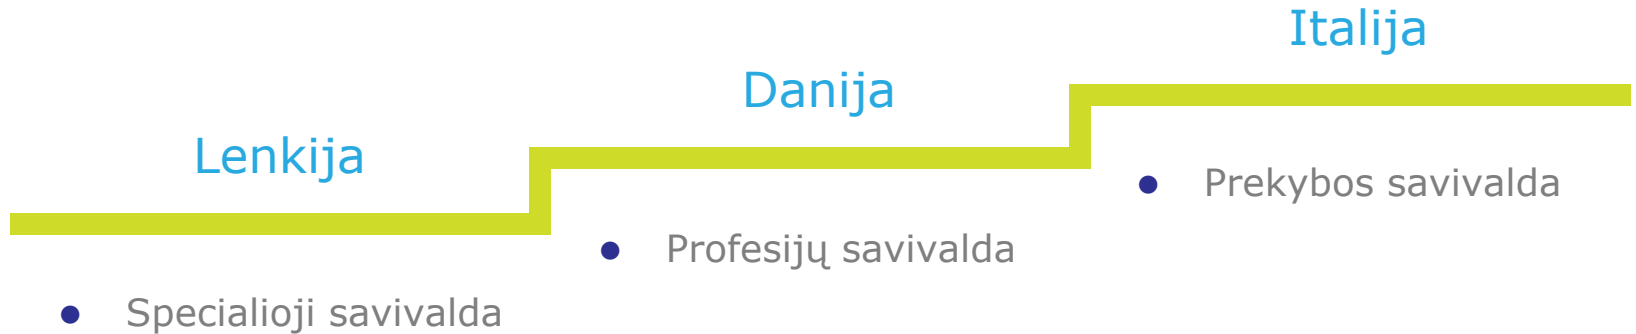 Lenkija
● Specialioji savivalda
Danija
● Profesijų savivalda
Italija
● Prekybos savivalda